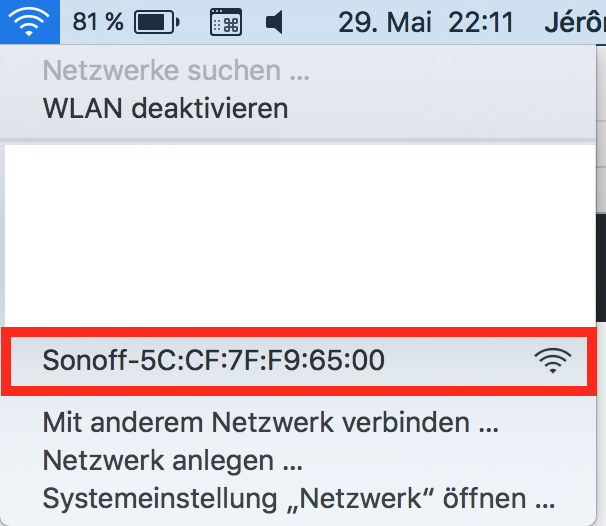 81 % 29. Mai 22:11 Jérôm
Netzwerke suchen ...
WLAN deaktivieren
Sonoff-5C:CF:7F:F9:65:00
Mit anderem Netzwerk verbinden ...
Netzwerk anlegen ...
Systemeinstellung „Netzwerk“ öffnen ...